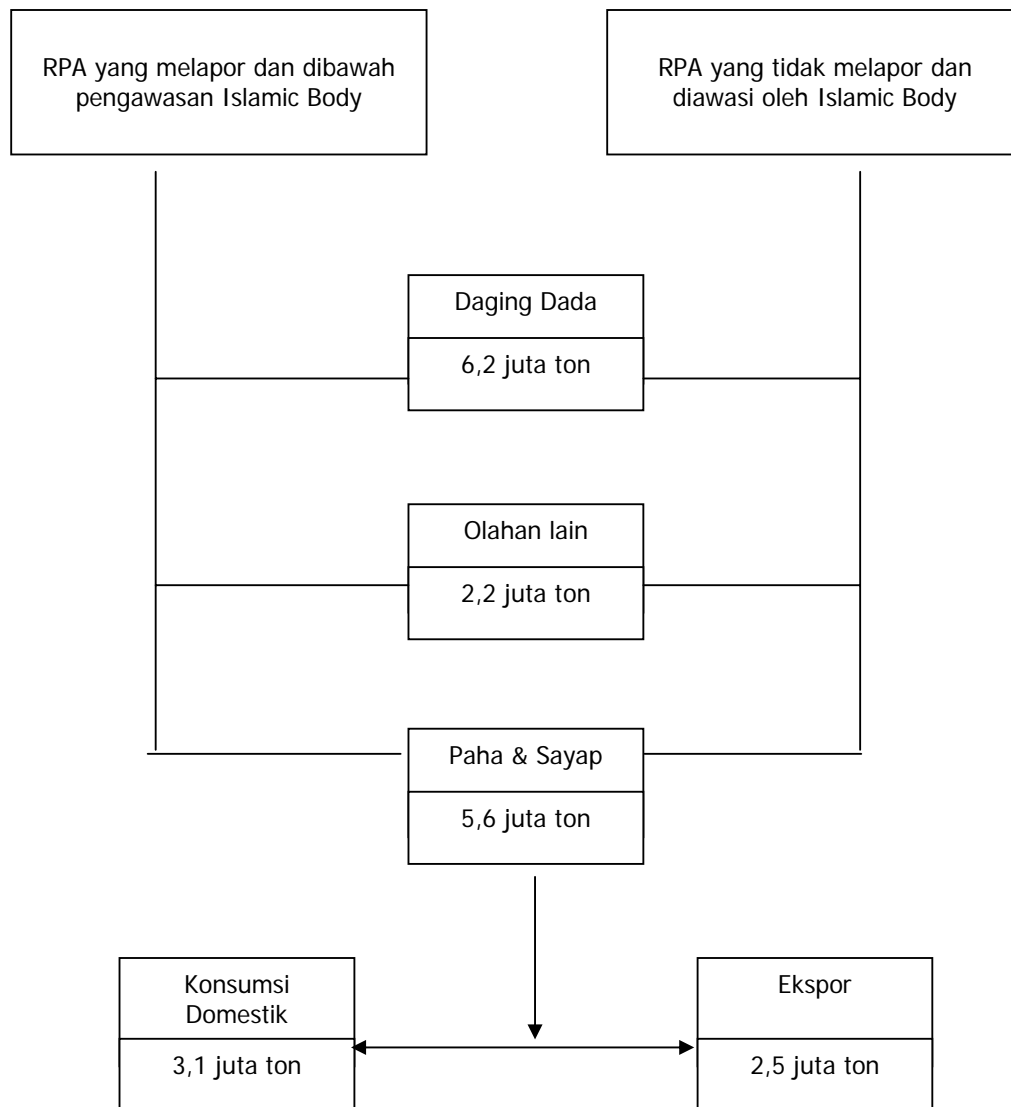 RPA yang melapor dan dibawah
pengawasan Islamic Body
RPA yang tidak melapor dan
diawasi oleh Islamic Body
Daging Dada
6,2 juta ton
Olahan lain
2,2 juta ton
Paha & Sayap
5,6 juta ton
Konsumsi
Domestik
3,1 juta ton
Ekspor
2,5 juta ton